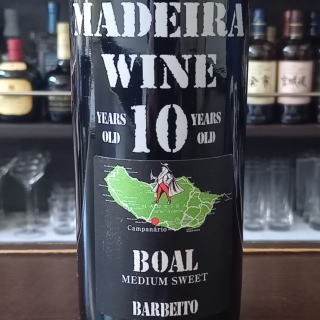 MADEIRA
WINE
YEARS OLD 10 YEARS OLD
Campanário
BOAL
MEDIUM SWEET
BARBEITO